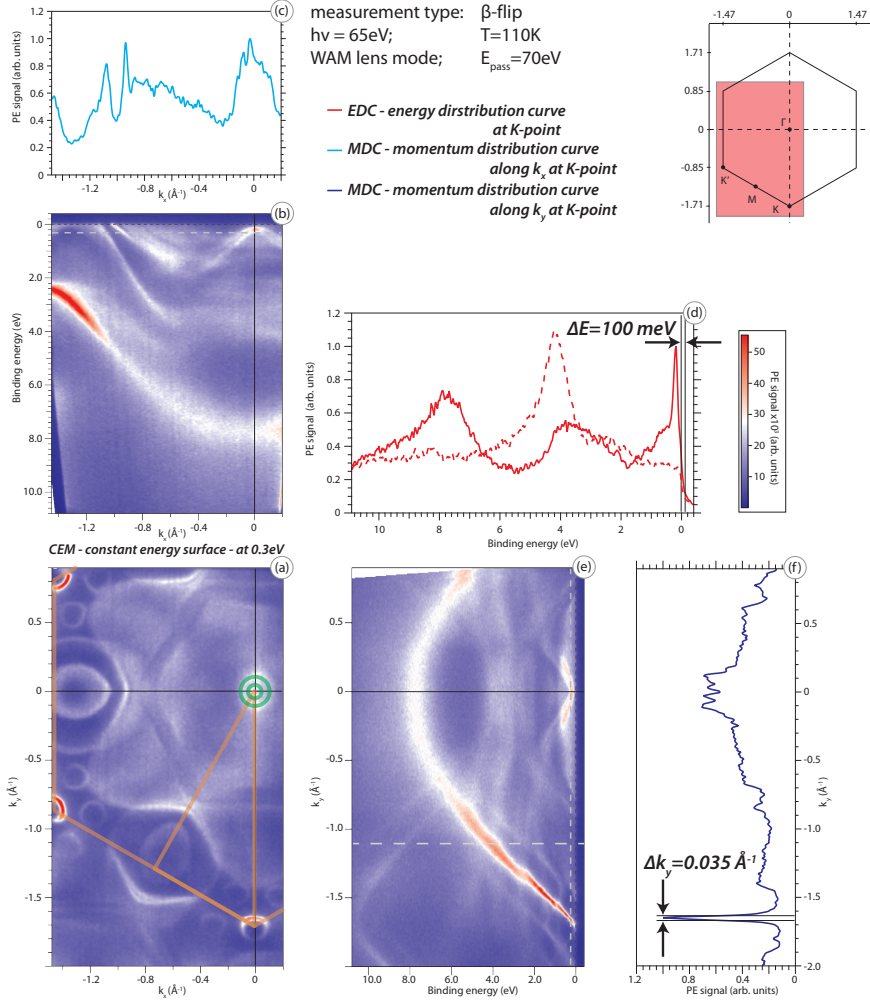 (c)
1.2
1.0
0.8
0.6
0.4
0.2
0
PE signal (arb. units)
-1.2
-0.8
-0.4
0
kx(Å-1)
measurement type: β-flip
hν = 65eV; T=110K
WAM lens mode; Epass=70eV
EDC - energy dirstribution curve
at K-point
MDC - momentum distribution curve
along kx at K-point
MDC - momentum distribution curve
along ky at K-point
-1.47
0
1.47
1.71
0.85
0
-0.85
-1.71
Γ
K'
M
K
(b)
0
2.0
4.0
6.0
8.0
10.0
Binding energy (eV)
-1.2
-0.8
-0.4
0
kx(Å-1)
(d)
ΔE=100 meV
1.2
1.0
0.8
0.6
0.4
0.2
0
PE signal (arb. units)
10
8
6
4
2
0
Binding energy (eV)
50
40
30
20
10
PE signal x10³ (arb. units)
CEM - constant energy surface - at 0.3eV
(a)
0.5
0
-0.5
-1.0
-1.5
ky(Å-1)
-1.2
-0.8
-0.4
0
kx(Å-1)
(e)
0.5
0
-0.5
-1.0
-1.5
ky(Å-1)
10.0
8.0
6.0
4.0
2.0
0.0
Binding energy (eV)
(f)
0.5
0
-0.5
-1.0
-1.5
-2.0
ky(Å-1)
Δky=0.035 Å-1
1.2
0.8
0.4
0
PE signal (arb. units)